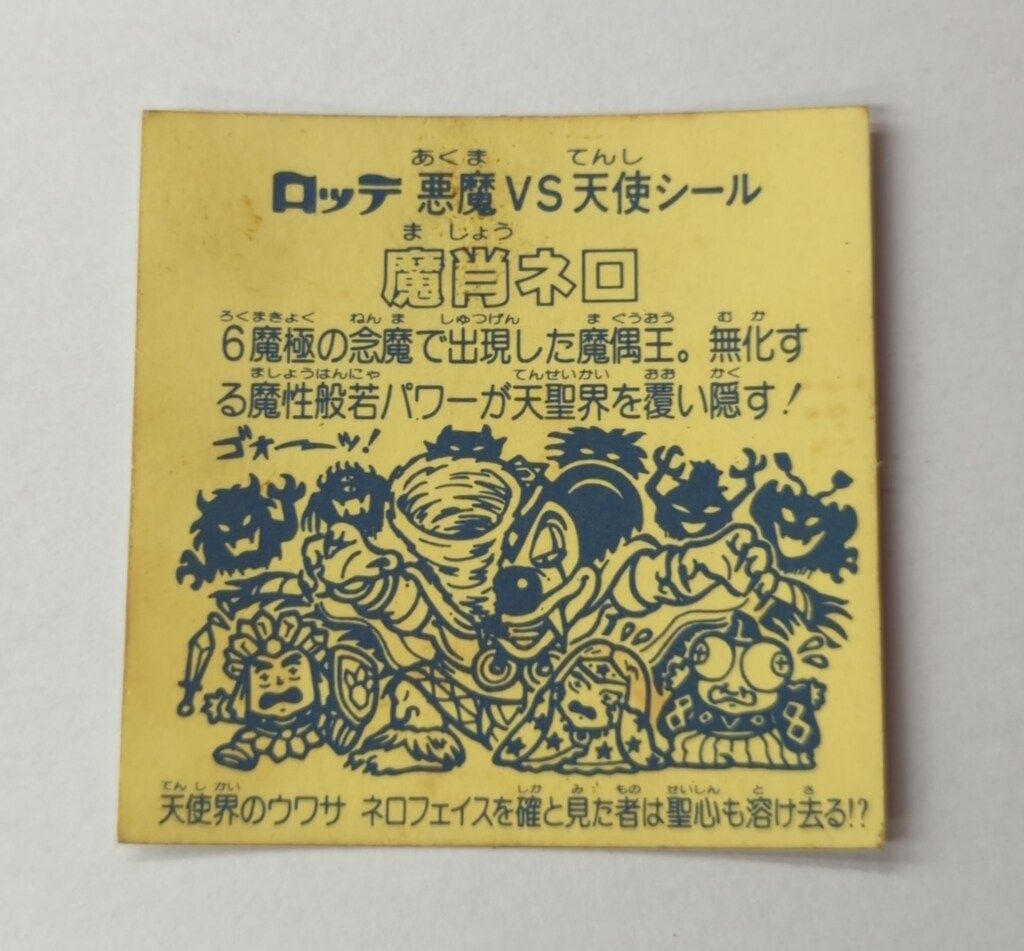 あくま てんし
ロッテ 悪魔VS天使シール
ま しょう
魔肖ネロ
ろくまきょく ねんま しゅつげん ま ぐうおう む か
6魔極の念魔で出現した魔偶王。無化す
ましょうはんにゃ てんせいかい おお かく
る魔性般若パワーが天聖界を覆い隠す!
ゴォーーッ!
てんしかい
天使界のウワサ
しか み もの せいしん と さ
ネロフェイスを確と見た者は聖心も溶け去る!?